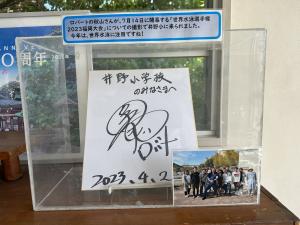 ロバートの秋山さんが、7月14日に開幕する「世界水泳選手権
2023福岡大会」についての撮影で井野小に来られました。
今年は、世界水泳に注目ですね!
0周年
井野小学校
のみなさまへ
ロバート
2023.4.2